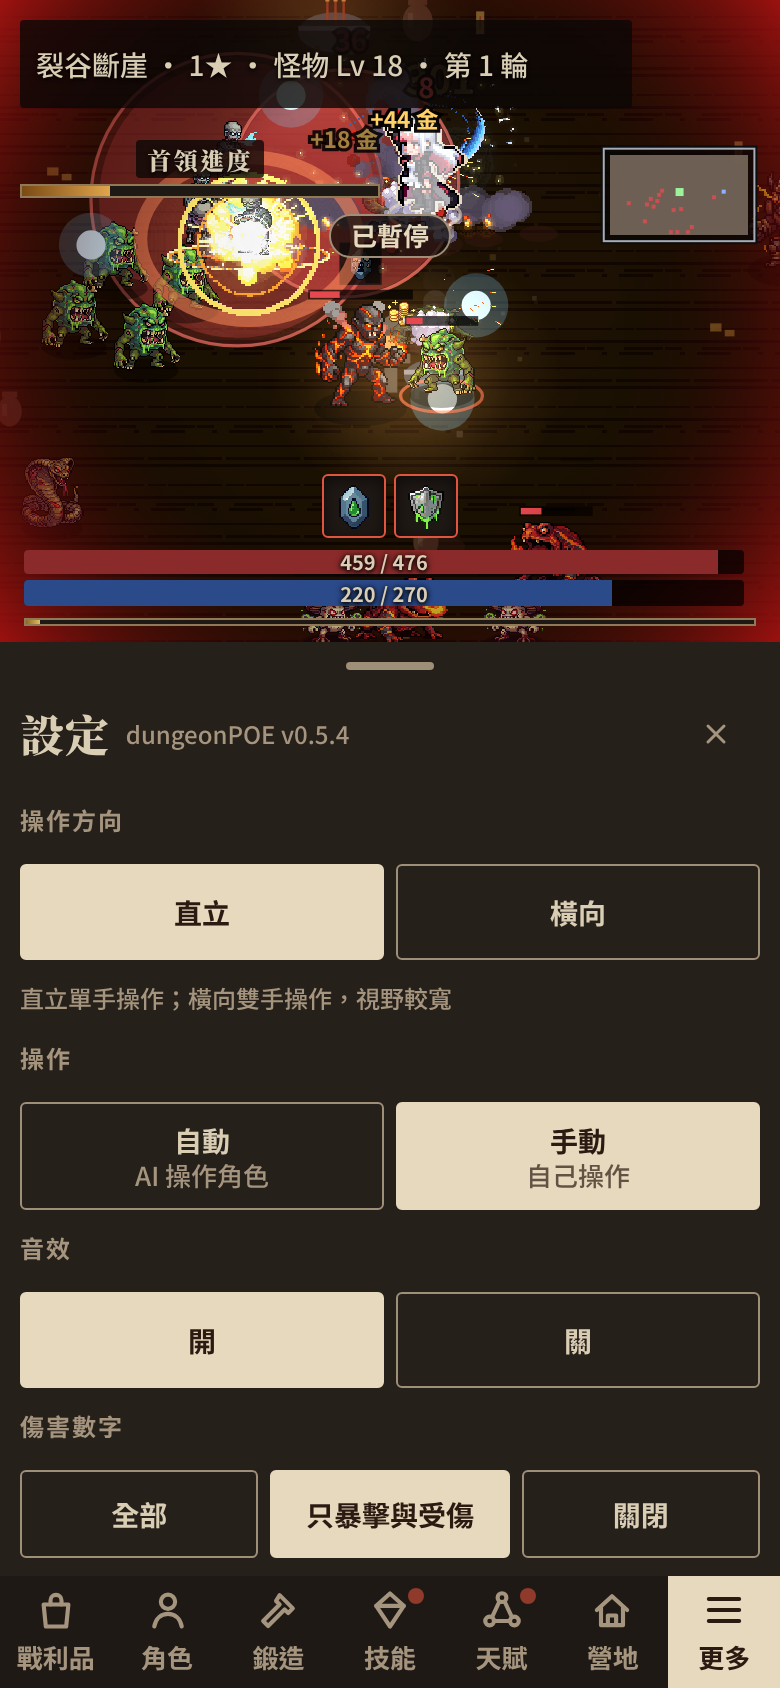 裂谷斷崖 · 1★ · 怪物 Lv 18 · 第 1 輪
8
+44 金
+18 金
首領進度
已暫停
459 / 476
220 / 270
設定 dungeonPOE v0.5.4
操作方向
直立 橫向
直立單手操作；橫向雙手操作，視野較寬
操作
自動 手動
AI 操作角色 自己操作
音效
開 關
傷害數字
全部 只暴擊與受傷 關閉
戰利品 角色 鍛造 技能 天賦 營地 更多